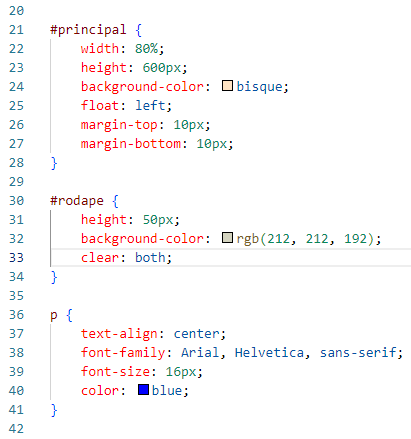 20
21 #principal {
22     width: 80%;
23     height: 600px;
24     background-color: bisque;
25     float: left;
26     margin-top: 10px;
27     margin-bottom: 10px;
28 }
29
30 #rodape {
31     height: 50px;
32     background-color: rgb(212, 212, 192);
33     clear: both;
34 }
35
36 p {
37     text-align: center;
38     font-family: Arial, Helvetica, sans-serif;
39     font-size: 16px;
40     color: blue;
41 }
42